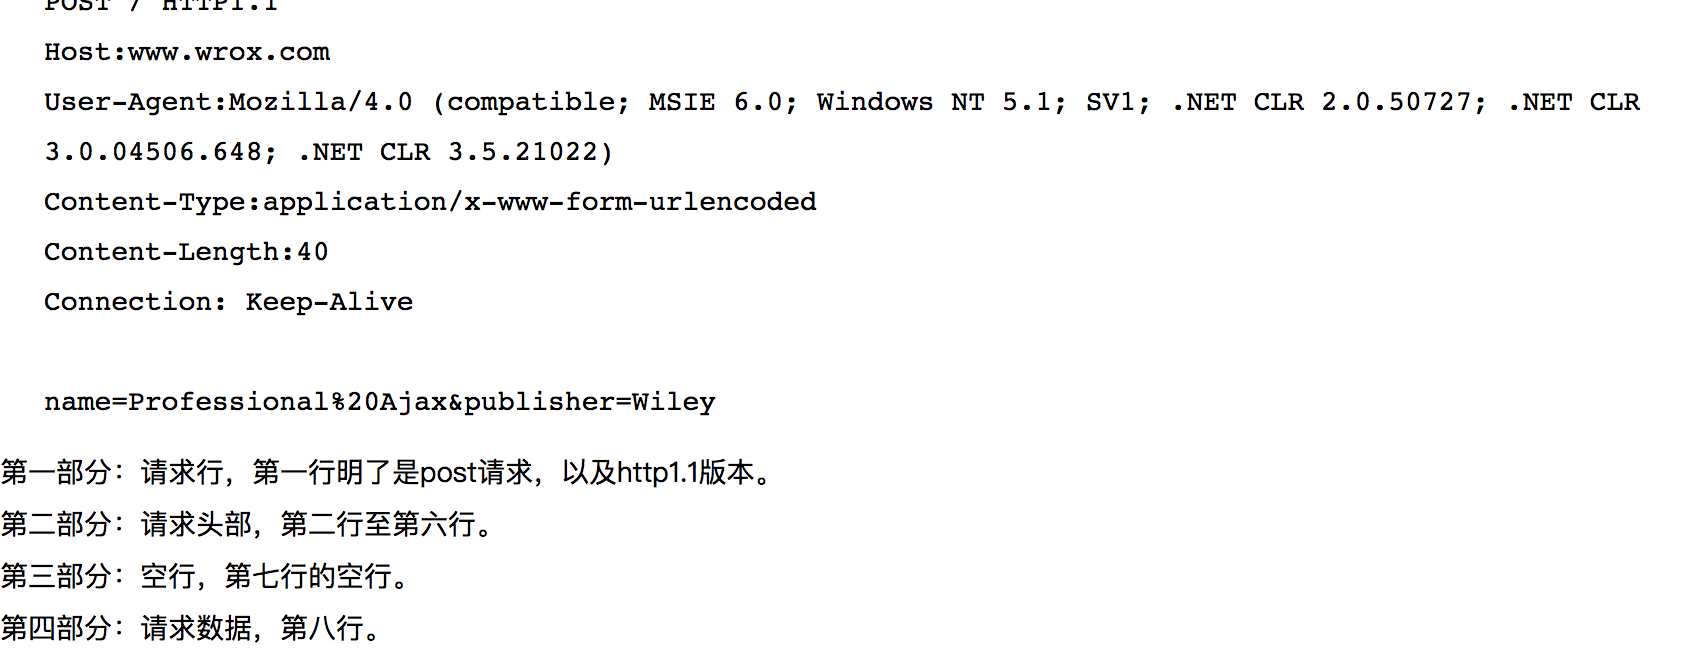 POST / HTTP1.1
Host:www.wrox.com
User-Agent:Mozilla/4.0 (compatible; MSIE 6.0; Windows NT 5.1; SV1; .NET CLR 2.0.50727; .NET CLR
3.0.04506.648; .NET CLR 3.5.21022)
Content-Type:application/x-www-form-urlencoded
Content-Length:40
Connection: Keep-Alive
name=Professional%20Ajax&publisher=Wiley
第一部分：请求行，第一行明了是post请求，以及http1.1版本。
第二部分：请求头部，第二行至第六行。
第三部分：空行，第七行的空行。
第四部分：请求数据，第八行。